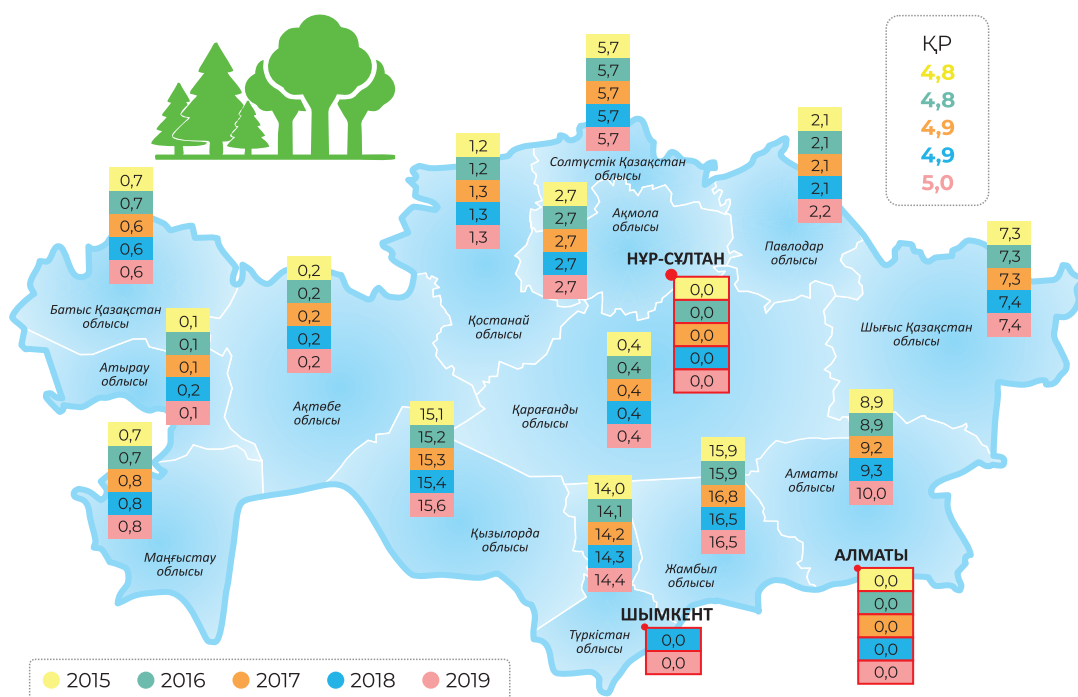 ҚР
4,8
4,8
4,9
4,9
5,0
5,7
5,7
5,7
5,7
5,7
Солтүстік Қазақстан
облысы
2,1
2,1
2,1
2,1
2,2
Павлодар
облысы
1,2
1,2
1,3
1,3
1,3
Қостанай
облысы
2,7
2,7
2,7
2,7
2,7
Ақмола
облысы
НҰР-СҰЛТАН
0,0
0,0
0,0
0,0
0,0
0,7
0,7
0,6
0,6
0,6
Батыс Қазақстан
облысы
7,3
7,3
7,3
7,4
7,4
Шығыс Қазақстан
облысы
0,2
0,2
0,2
0,2
0,2
Ақтөбе
облысы
0,1
0,1
0,1
0,2
0,1
Атырау
облысы
0,4
0,4
0,4
0,4
0,4
Қарағанды
облысы
8,9
8,9
9,2
9,3
10,0
Алматы
облысы
15,1
15,2
15,3
15,4
15,6
Қызылорда
облысы
0,7
0,7
0,8
0,8
0,8
Маңғыстау
облысы
15,9
15,9
16,8
16,5
16,5
Жамбыл
облысы
14,0
14,1
14,2
14,3
14,4
Түркістан
облысы
АЛМАТЫ
0,0
0,0
0,0
0,0
0,0
ШЫМКЕНТ
0,0
0,0
2015 2016 2017 2018 2019